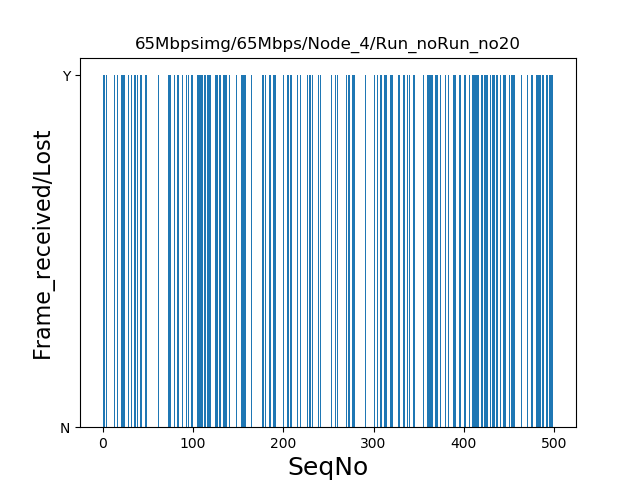 65Mbpsimg/65Mbps/Node_4/Run_noRun_no20
Y
Frame_received/Lost
N
0 100 200 300 400 500
SeqNo